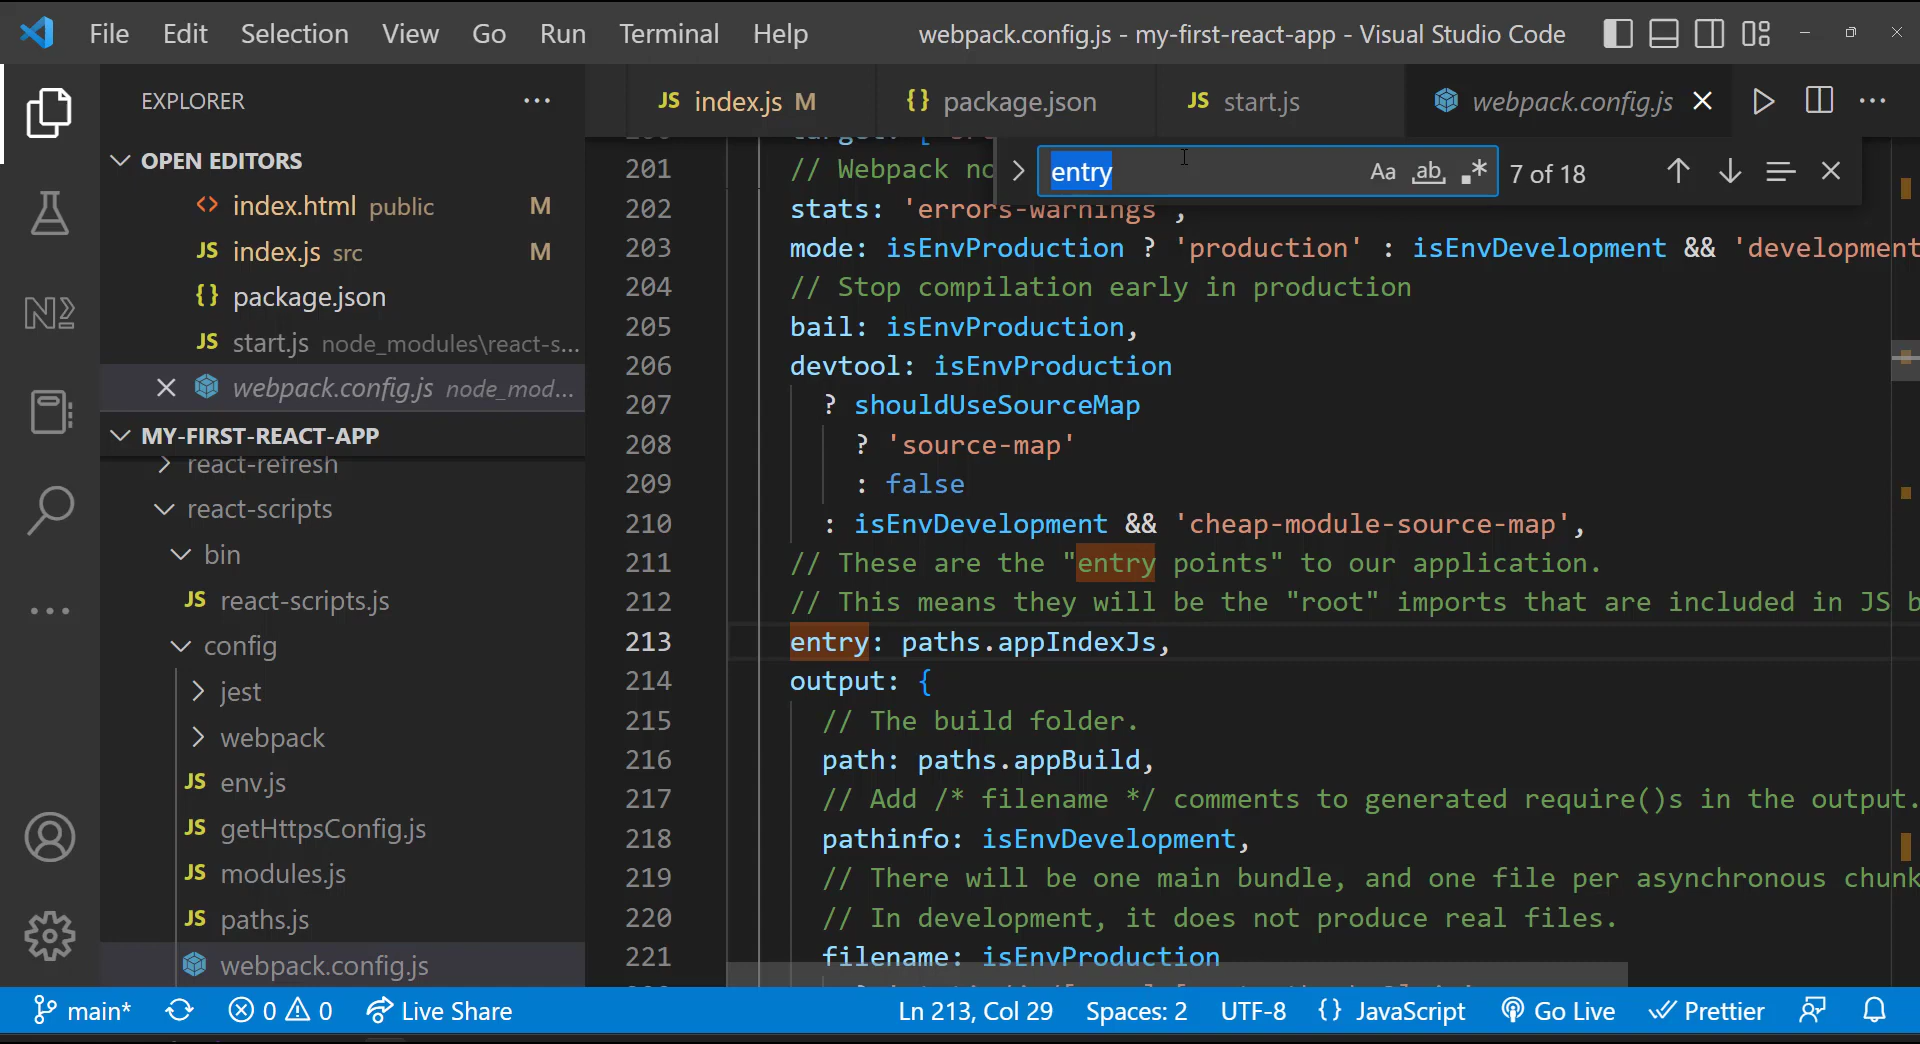 File Edit Selection View Go Run Terminal Help
webpack.config.js - my-first-react-app - Visual Studio Code
EXPLORER
OPEN EDITORS
index.html public M
JS index.js src M
{} package.json
JS start.js node_modules\react-s...
webpack.config.js node_mod...
MY-FIRST-REACT-APP
react-refresh
react-scripts
bin
JS react-scripts.js
config
jest
webpack
JS env.js
JS getHttpsConfig.js
JS modules.js
JS paths.js
webpack.config.js
JS index.js M
{} package.json
JS start.js
webpack.config.js
entry
Aa ab .* 7 of 18
201 // Webpack no
202 stats: 'errors-warnings',
203 mode: isEnvProduction ? 'production' : isEnvDevelopment && 'development
204 // Stop compilation early in production
205 bail: isEnvProduction,
206 devtool: isEnvProduction
207 ? shouldUseSourceMap
208 ? 'source-map'
209 : false
210 : isEnvDevelopment && 'cheap-module-source-map',
211 // These are the "entry points" to our application.
212 // This means they will be the "root" imports that are included in JS b
213 entry: paths.appIndexJs,
214 output: {
215 // The build folder.
216 path: paths.appBuild,
217 // Add /* filename */ comments to generated require()s in the output.
218 pathinfo: isEnvDevelopment,
219 // There will be one main bundle, and one file per asynchronous chunk
220 // In development, it does not produce real files.
221 filename: isEnvProduction
main* 0 0 Live Share Ln 213, Col 29 Spaces: 2 UTF-8 {} JavaScript Go Live Prettier